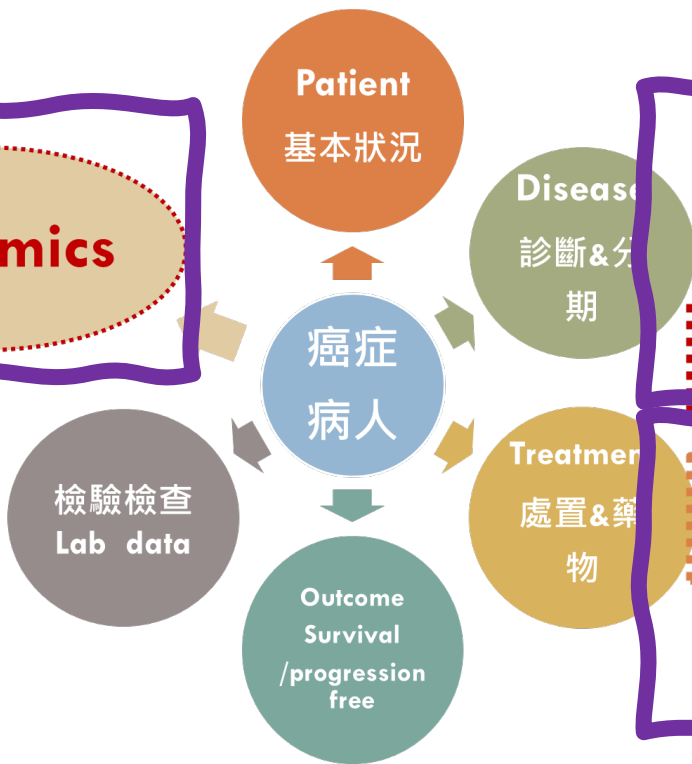 Patient
基本狀況
mics
Disease
診斷&分
期
癌症
病人
檢驗檢查
Lab data
Treatmen
處置&藥
物
Outcome
Survival
/progression
free